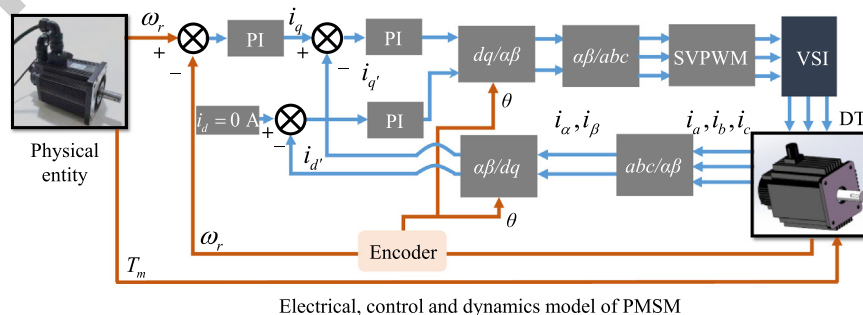 ω_r
+
−
PI
i_q
+
−
i_q'
PI
dq/αβ
αβ/abc
SVPWM
VSI
i_d = 0 A
+
−
i_d'
PI
θ
i_α, i_β
i_a, i_b, i_c
DT
Physical
entity
αβ/dq
abc/αβ
θ
ω_r
Encoder
T_m
Electrical, control and dynamics model of PMSM